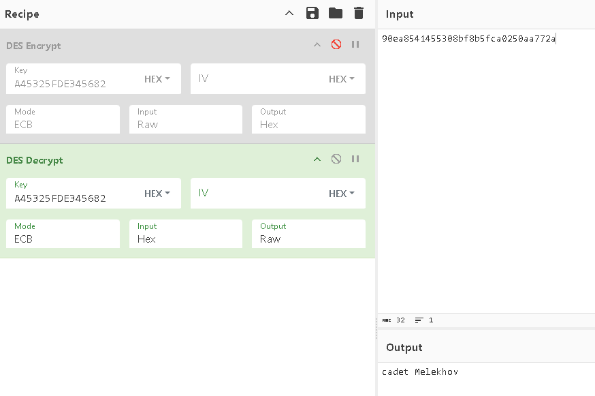 Recipe
DES Encrypt
Key
A45325FDE345682
HEX
IV
HEX
Mode
ECB
Input
Raw
Output
Hex
DES Decrypt
Key
A45325FDE345682
HEX
IV
HEX
Mode
ECB
Input
Hex
Output
Raw
Input
90ea8541455308bf8b5fca0250aa772a
32
1
Output
cadet Melekhov